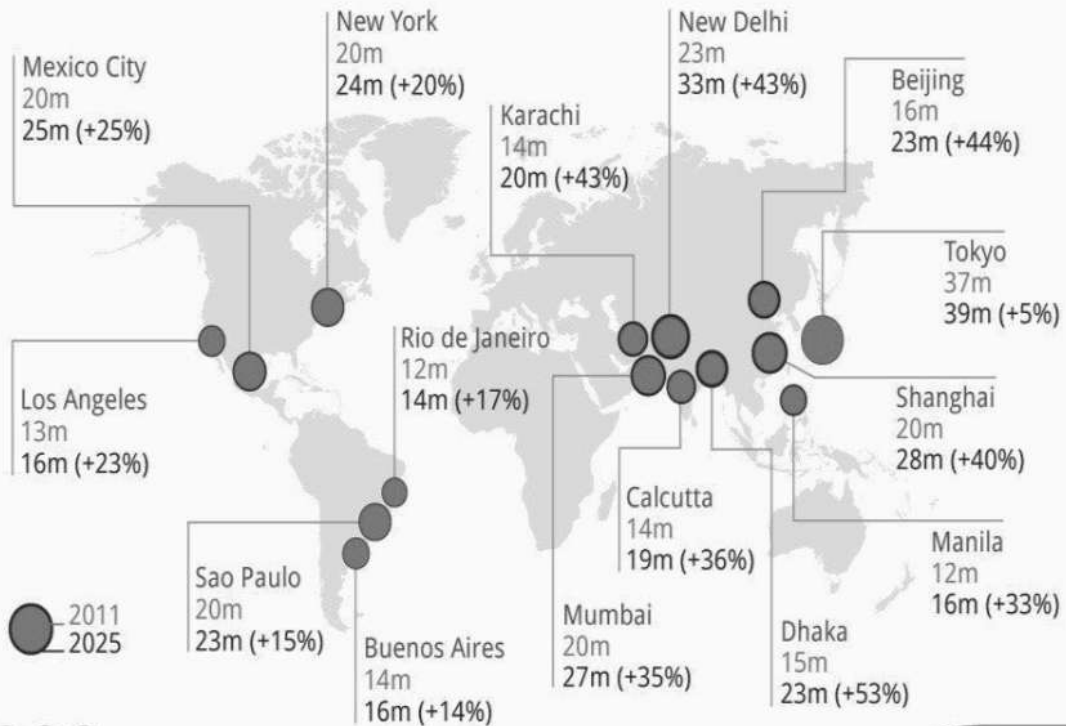 New York
20m
24m (+20%)
New Delhi
23m
33m (+43%)
Mexico City
20m
25m (+25%)
Beijing
16m
23m (+44%)
Karachi
14m
20m (+43%)
Tokyo
37m
39m (+5%)
Rio de Janeiro
12m
14m (+17%)
Los Angeles
13m
16m (+23%)
Shanghai
20m
28m (+40%)
Calcutta
14m
19m (+36%)
Manila
12m
16m (+33%)
Sao Paulo
20m
23m (+15%)
Mumbai
20m
27m (+35%)
Dhaka
15m
23m (+53%)
Buenos Aires
14m
16m (+14%)
2011
2025